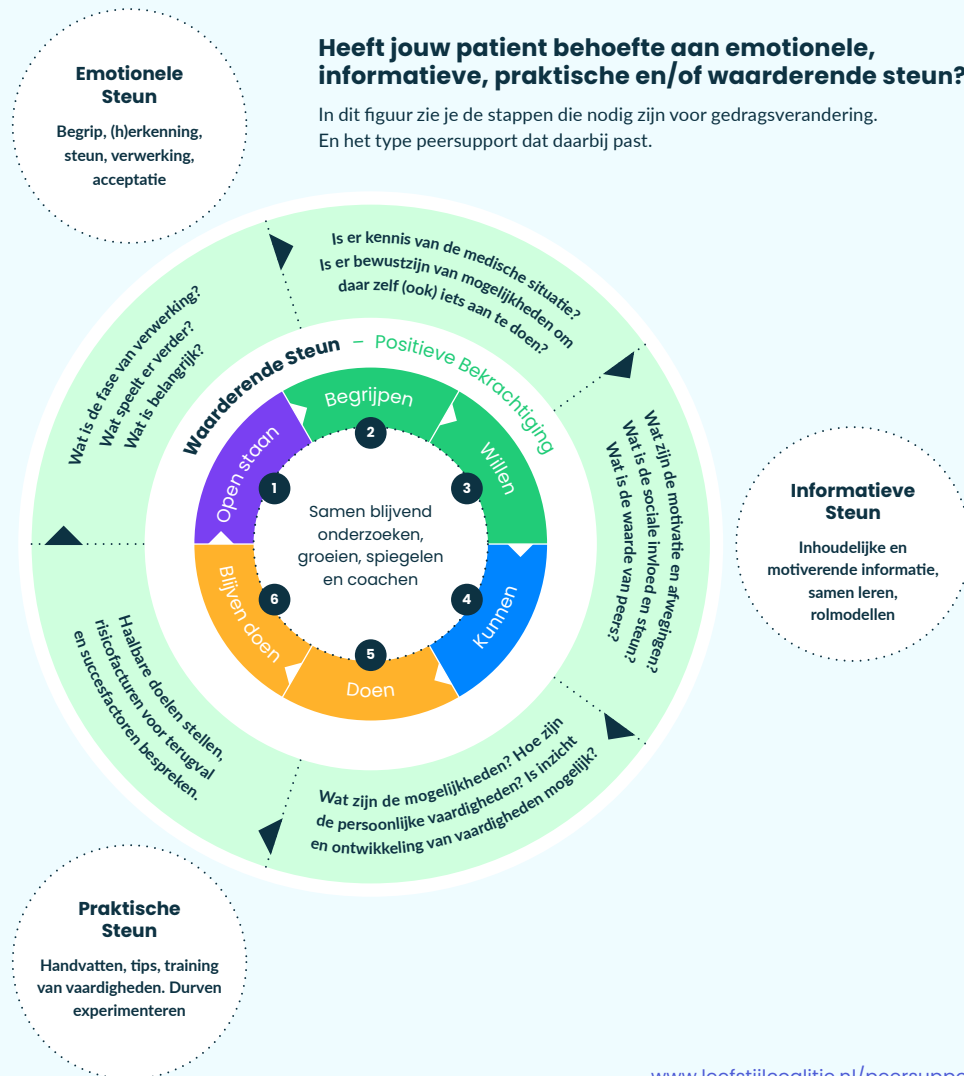 Heeft jouw patient behoefte aan emotionele,
informatieve, praktische en/of waarderende steun?
In dit figuur zie je de stappen die nodig zijn voor gedragsverandering.
En het type peersupport dat daarbij past.
Emotionele
Steun
Begrip, (h)erkenning,
steun, verwerking,
acceptatie
Is er kennis van de medische situatie?
Is er bewustzijn van mogelijkheden om
daar zelf (ook) iets aan te doen?
Wat is de fase van verwerking?
Wat speelt er verder?
Wat is belangrijk?
Waarderende Steun – Positieve Bekrachtiging
Wat zijn de motivatie en afwegingen?
Wat is de sociale invloed en steun?
Wat is de waarde van peers?
Informatieve
Steun
Inhoudelijke en
motiverende informatie,
samen leren,
rolmodellen
Open staan
1
Begrijpen
2
Willen
3
Kunnen
4
Doen
5
Blijven doen
6
Samen blijvend
onderzoeken,
groeien, spiegelen
en coachen
Wat zijn de mogelijkheden? Hoe zijn
de persoonlijke vaardigheden? Is inzicht
en ontwikkeling van vaardigheden mogelijk?
Haalbare doelen stellen,
risicofacturen voor terugval
en succesfactoren bespreken.
Praktische
Steun
Handvatten, tips, training
van vaardigheden. Durven
experimenteren